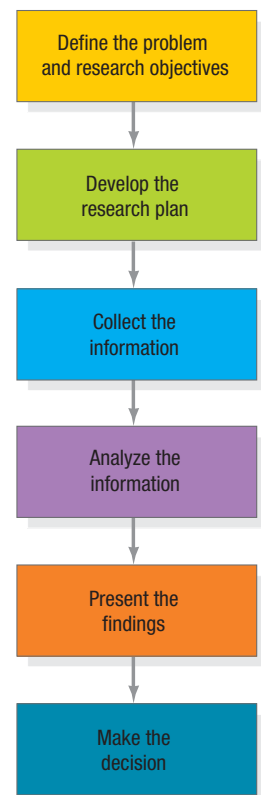 Define the problem
and research objectives
Develop the
research plan
Collect the
information
Analyze the
information
Present the
findings
Make the
decision